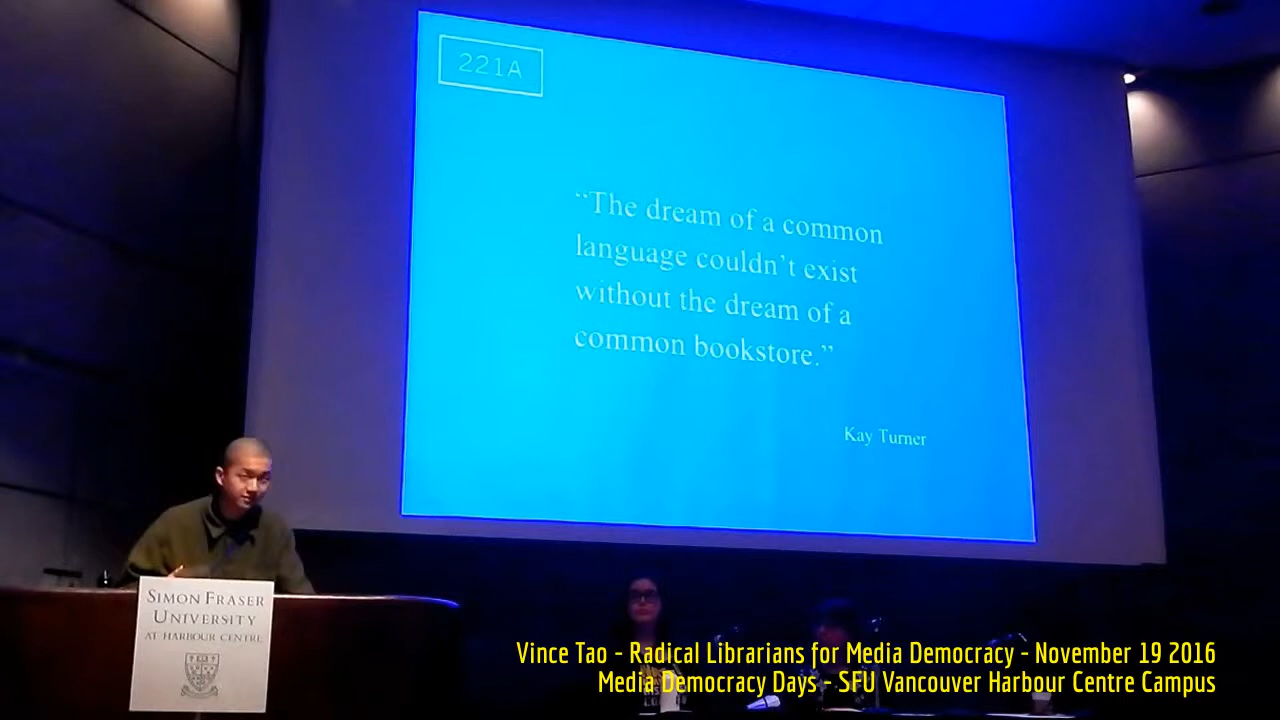 221A
“The dream of a common
language couldn’t exist
without the dream of a
common bookstore.”
Kay Turner
SIMON FRASER
UNIVERSITY
AT HARBOUR CENTRE
Vince Tao - Radical Librarians for Media Democracy - November 19 2016
Media Democracy Days - SFU Vancouver Harbour Centre Campus